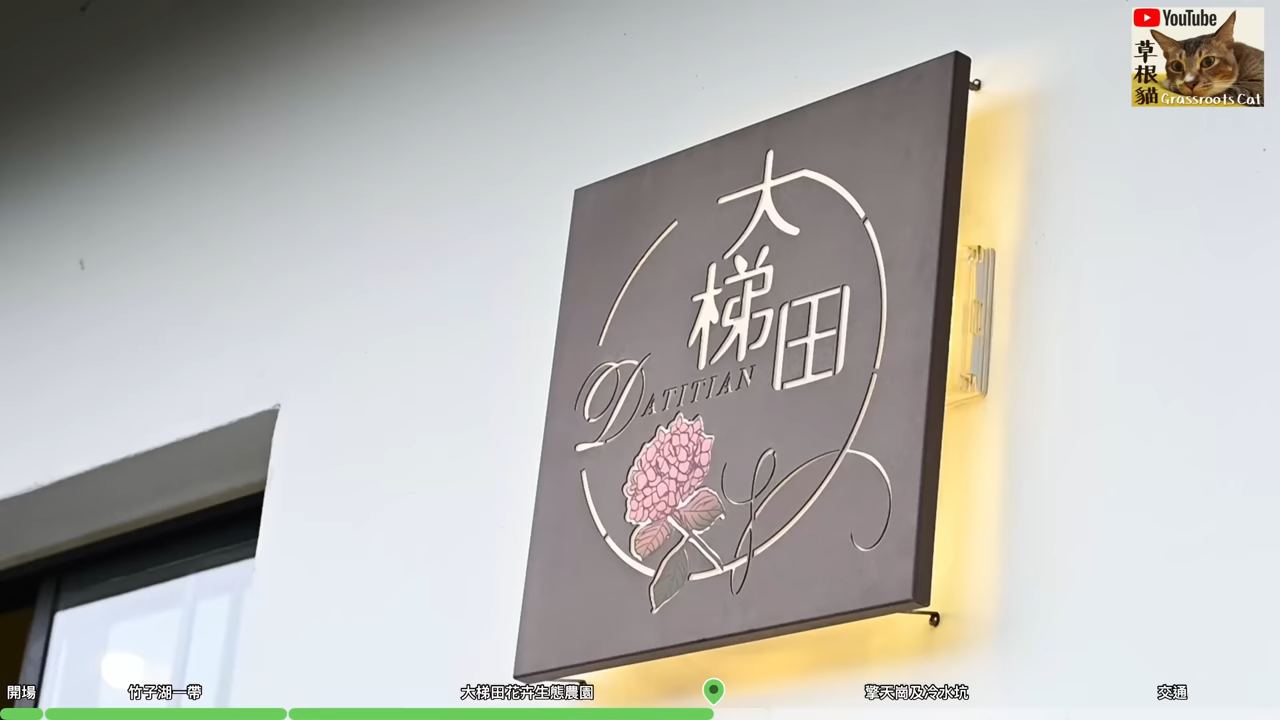 YouTube
草根貓
Grassroots Cat
大梯田
DATITIAN
開場
竹子湖一帶
大梯田花卉生態農園
擎天崗及冷水坑
交通